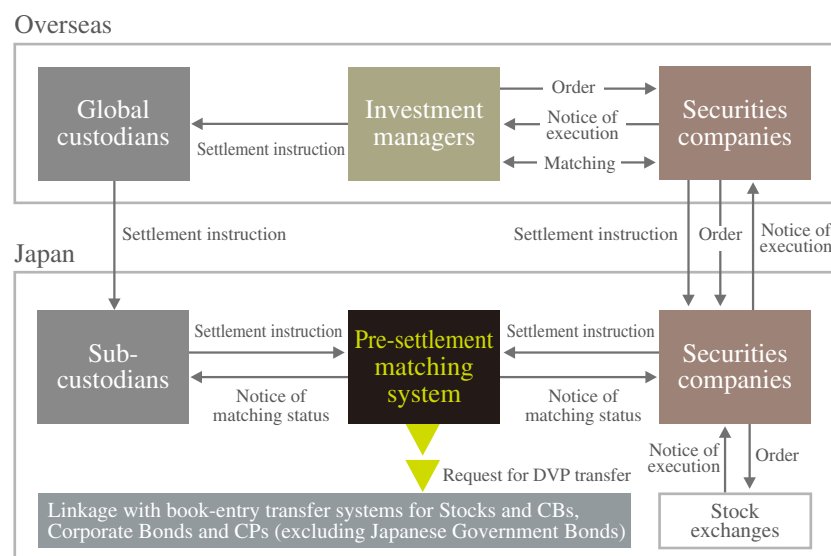 Overseas
Global
custodians
Settlement instruction
Investment
managers
Order
Notice of
execution
Matching
Securities
companies
Settlement instruction
Settlement instruction
Order
Notice of
execution
Japan
Sub-
custodians
Settlement instruction
Notice of
matching status
Pre-settlement
matching
system
Settlement instruction
Notice of
matching status
Securities
companies
Request for DVP transfer
Notice of
execution
Order
Linkage with book-entry transfer systems for Stocks and CBs,
Corporate Bonds and CPs (excluding Japanese Government Bonds)
Stock
exchanges